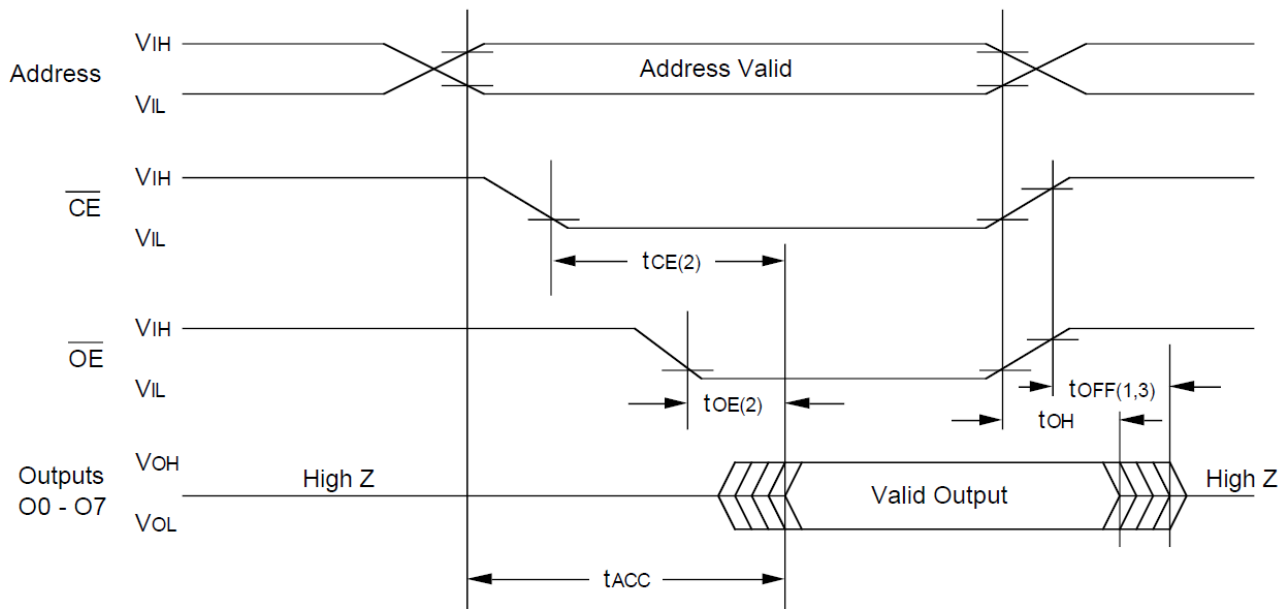 VIH
Address
Address Valid
VIL
VIH
CE
VIL
tCE(2)
VIH
OE
VIL
tOE(2)
tOFF(1,3)
tOH
VOH
Outputs
O0 - O7
High Z
Valid Output
High Z
VOL
tACC